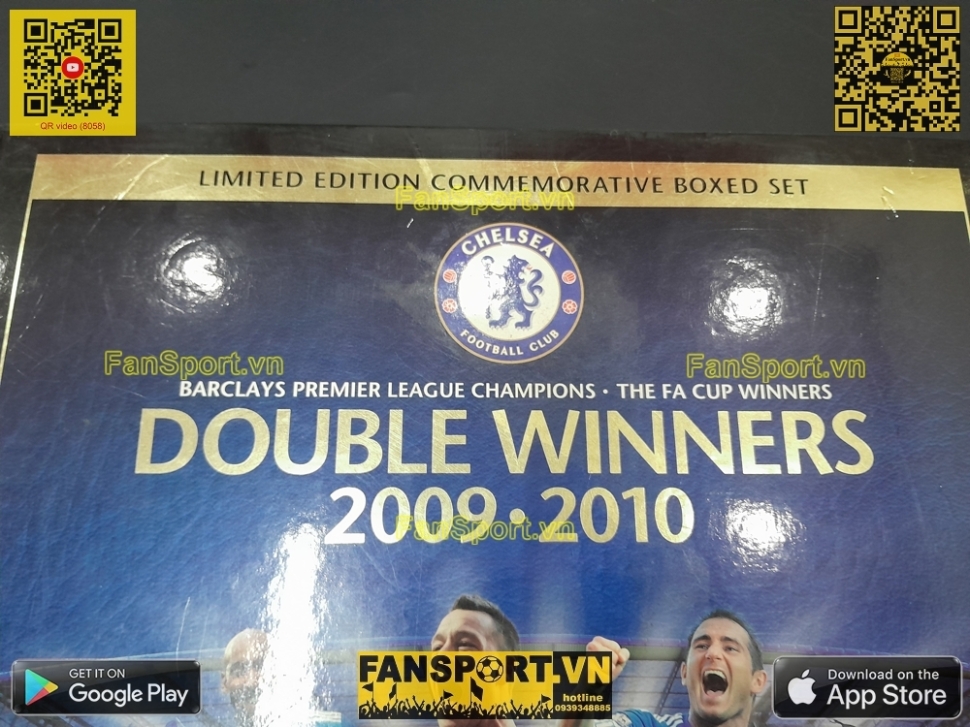 QR video (8058)
LIMITED EDITION COMMEMORATIVE BOXED SET
FanSport.vn
CHELSEA
FOOTBALL CLUB
FanSport.vn
FanSport.vn
BARCLAYS PREMIER LEAGUE CHAMPIONS · THE FA CUP WINNERS
DOUBLE WINNERS
2009·2010
FanSport.vn
GET IT ON
Google Play
FANSPORT.VN
hotline
0939348885
Download on the
App Store